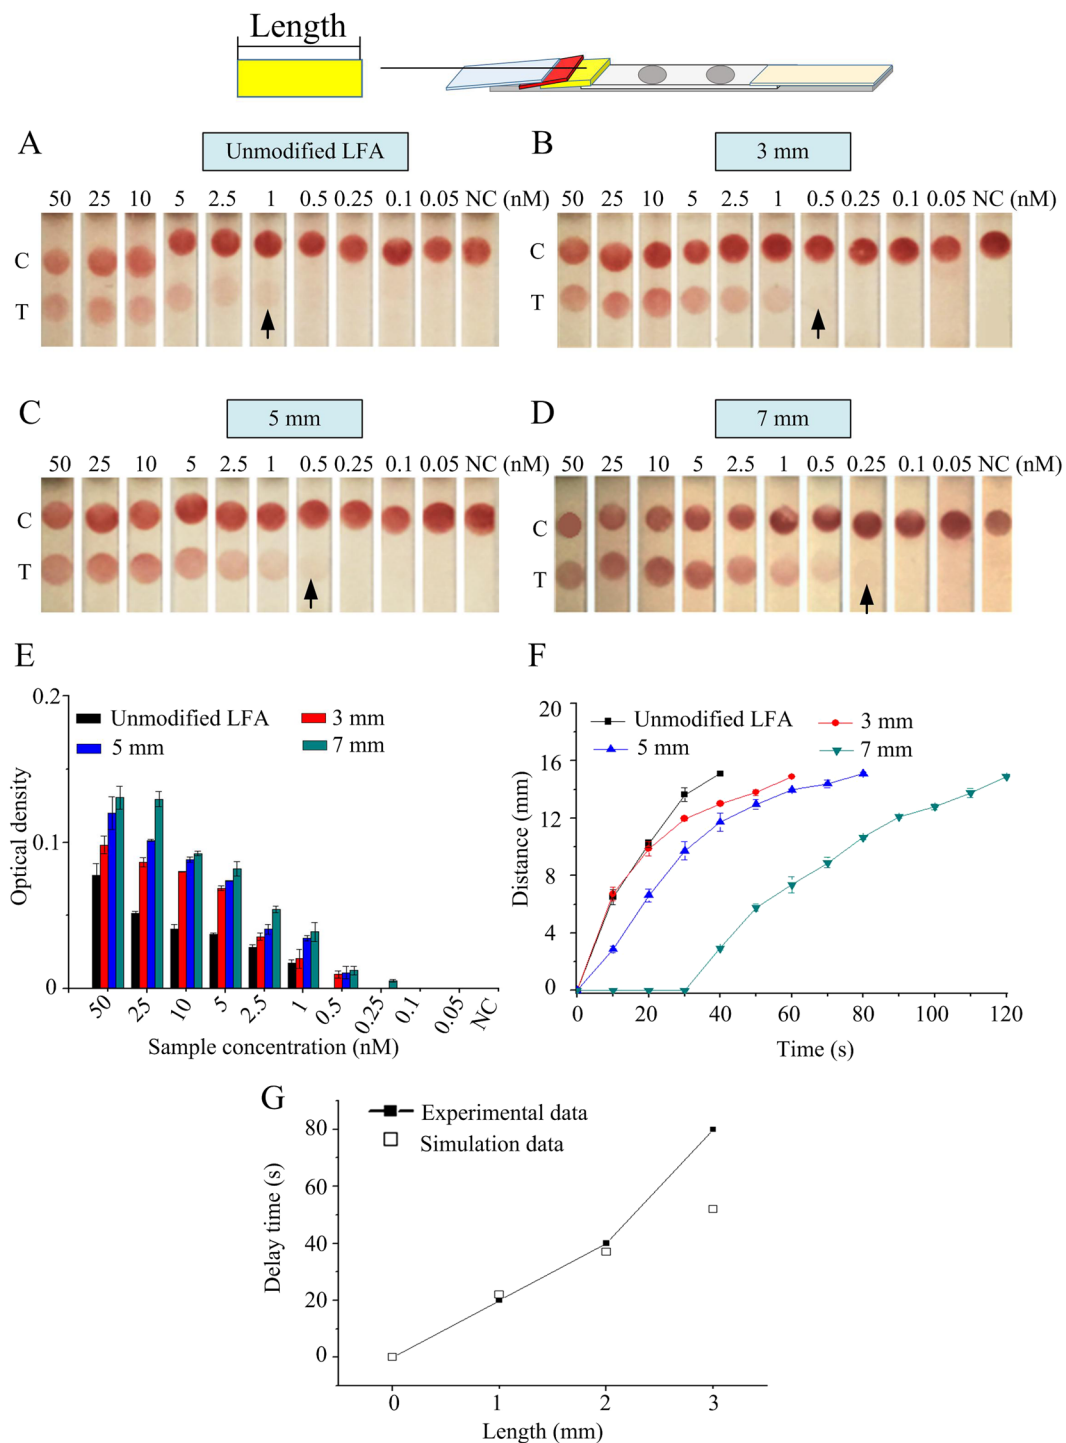 Length
A
Unmodified LFA
50 25 10 5 2.5 1 0.5 0.25 0.1 0.05 NC (nM)
C
T
B
3 mm
50 25 10 5 2.5 1 0.5 0.25 0.1 0.05 NC (nM)
C
T
C
5 mm
50 25 10 5 2.5 1 0.5 0.25 0.1 0.05 NC (nM)
C
T
D
7 mm
50 25 10 5 2.5 1 0.5 0.25 0.1 0.05 NC (nM)
C
T
E
Unmodified LFA
3 mm
5 mm
7 mm
Optical density
0.2
0.1
0
50 25 10 5 2.5 1 0.5 0.25 0.1 0.05 NC
Sample concentration (nM)
F
Unmodified LFA
3 mm
5 mm
7 mm
Distance (mm)
20
16
12
8
4
0
0 20 40 60 80 100 120
Time (s)
G
Experimental data
Simulation data
Delay time (s)
80
60
40
20
0
0 1 2 3
Length (mm)